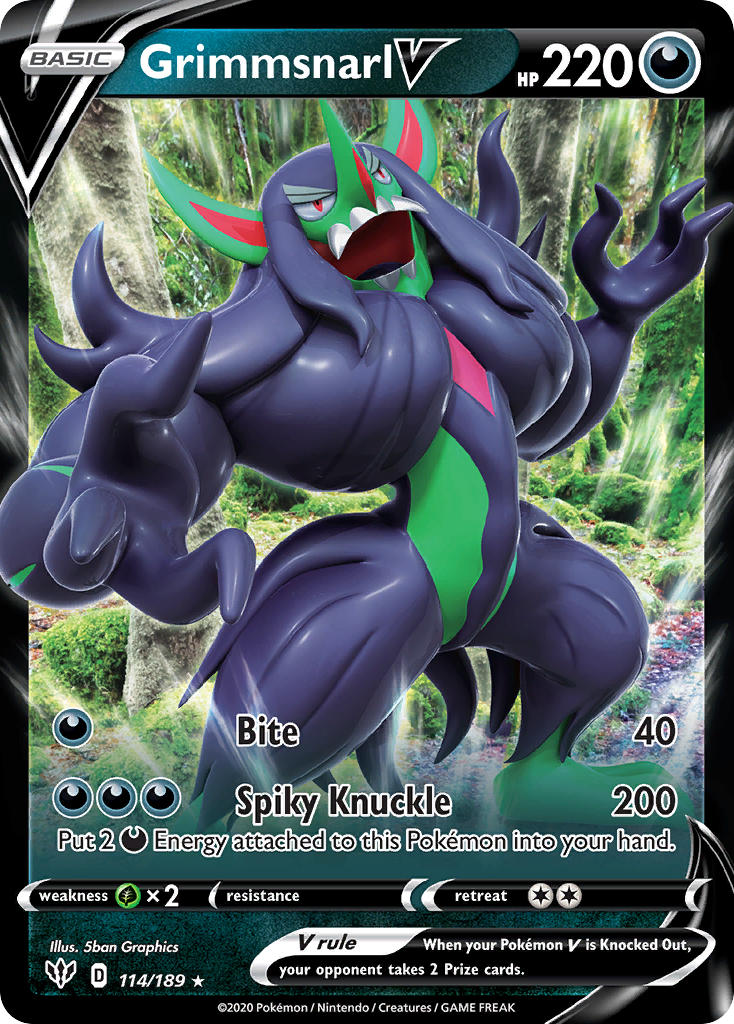 BASIC Grimmsnarl V HP 220
Bite 40
Spiky Knuckle 200
Put 2 Energy attached to this Pokémon into your hand.
weakness ×2 resistance retreat
Illus. 5ban Graphics
V rule When your Pokémon V is Knocked Out,
your opponent takes 2 Prize cards.
D 114/189 ★
©2020 Pokémon / Nintendo / Creatures / GAME FREAK